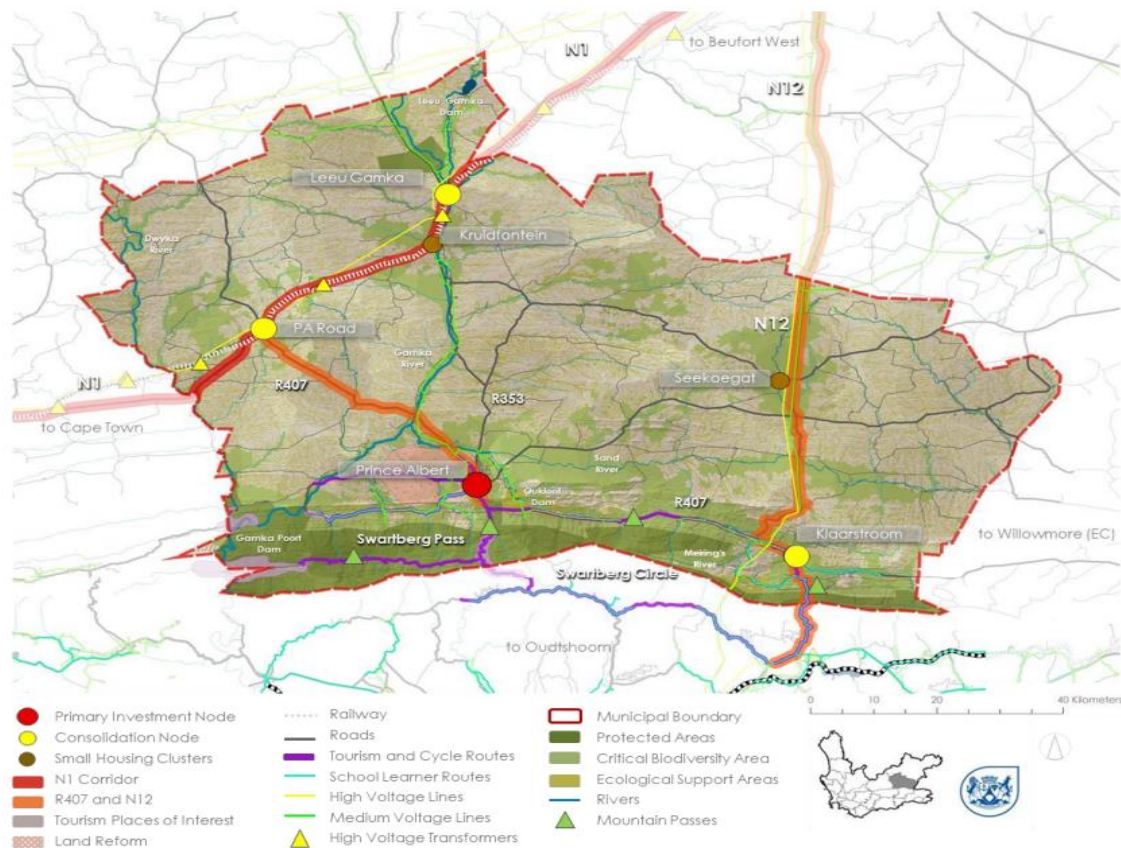 to Beufort West
N1
N12
Leeu Gamka
Dam
Leeu Gamka
Kruidfontein
Dwyka
River
PA Road
N12
Gamka
River
Seekoegat
N1
R407
R353
to Cape Town
Prince Albert
Sand
River
Dam
R407
Gamka Poort
Dam
Swartberg Pass
Klaarstroom
to Willowmore (EC)
Meiring's
River
Swartberg Circle
to Oudtshoorn
0 10 20 40 Kilometers
Primary Investment Node
Consolidation Node
Small Housing Clusters
N1 Corridor
R407 and N12
Tourism Places of Interest
Land Reform
Railway
Roads
Tourism and Cycle Routes
School Learner Routes
High Voltage Lines
Medium Voltage Lines
High Voltage Transformers
Municipal Boundary
Protected Areas
Critical Biodiversity Area
Ecological Support Areas
Rivers
Mountain Passes